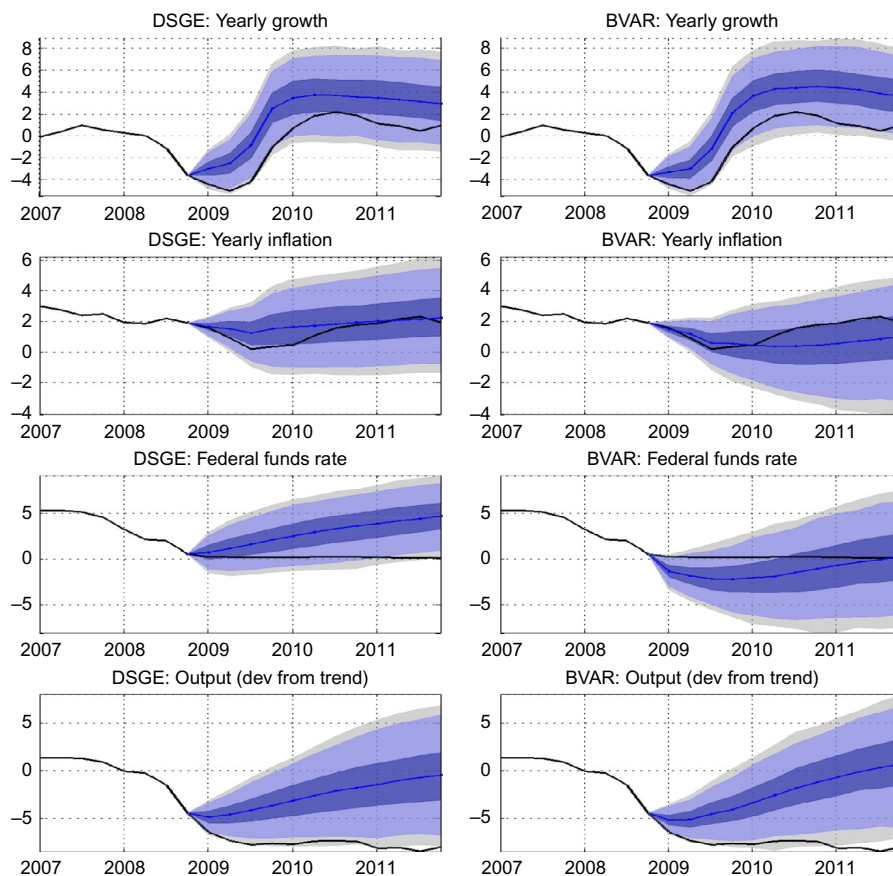 DSGE: Yearly growth
8
6
4
2
0
−2
−4
2007 2008 2009 2010 2011
BVAR: Yearly growth
8
6
4
2
0
−2
−4
2007 2008 2009 2010 2011
DSGE: Yearly inflation
6
4
2
0
−2
−4
2007 2008 2009 2010 2011
BVAR: Yearly inflation
6
4
2
0
−2
−4
2007 2008 2009 2010 2011
DSGE: Federal funds rate
5
0
−5
2007 2008 2009 2010 2011
BVAR: Federal funds rate
5
0
−5
2007 2008 2009 2010 2011
DSGE: Output (dev from trend)
5
0
−5
2007 2008 2009 2010 2011
BVAR: Output (dev from trend)
5
0
−5
2007 2008 2009 2010 2011